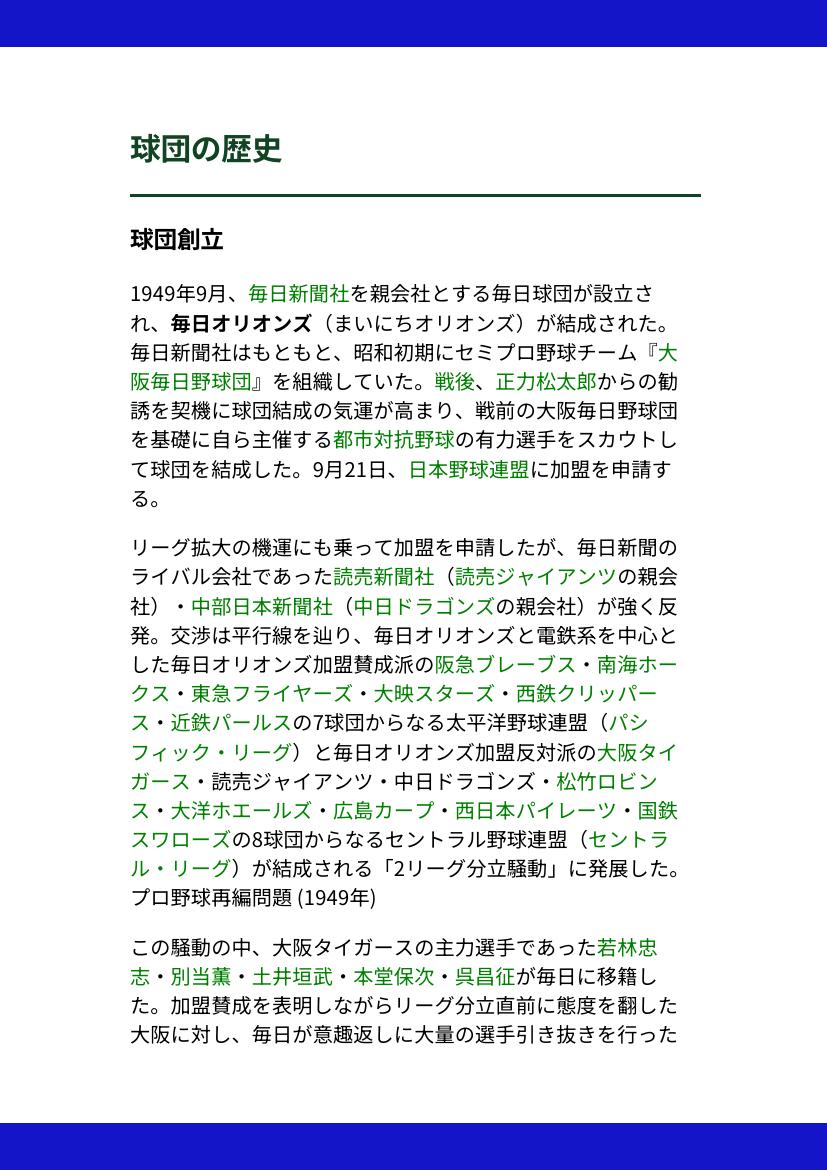 球団の歴史
球団創立
1949年9月、毎日新聞社を親会社とする毎日球団が設立さ
れ、毎日オリオンズ（まいにちオリオンズ）が結成された。
毎日新聞社はもともと、昭和初期にセミプロ野球チーム『大
阪毎日野球団』を組織していた。戦後、正力松太郎からの勧
誘を契機に球団結成の気運が高まり、戦前の大阪毎日野球団
を基礎に自ら主催する都市対抗野球の有力選手をスカウトし
て球団を結成した。9月21日、日本野球連盟に加盟を申請す
る。
リーグ拡大の機運にも乗って加盟を申請したが、毎日新聞の
ライバル会社であった読売新聞社（読売ジャイアンツの親会
社）・中部日本新聞社（中日ドラゴンズの親会社）が強く反
発。交渉は平行線を辿り、毎日オリオンズと電鉄系を中心と
した毎日オリオンズ加盟賛成派の阪急ブレーブス・南海ホー
クス・東急フライヤーズ・大映スターズ・西鉄クリッパー
ス・近鉄パールスの7球団からなる太平洋野球連盟（パシ
フィック・リーグ）と毎日オリオンズ加盟反対派の大阪タイ
ガース・読売ジャイアンツ・中日ドラゴンズ・松竹ロビン
ス・大洋ホエールズ・広島カープ・西日本パイレーツ・国鉄
スワローズの8球団からなるセントラル野球連盟（セントラ
ル・リーグ）が結成される「2リーグ分立騒動」に発展した。
プロ野球再編問題 (1949年)
この騒動の中、大阪タイガースの主力選手であった若林忠
志・別当薫・土井垣武・本堂保次・呉昌征が毎日に移籍し
た。加盟賛成を表明しながらリーグ分立直前に態度を翻した
大阪に対し、毎日が意趣返しに大量の選手引き抜きを行った